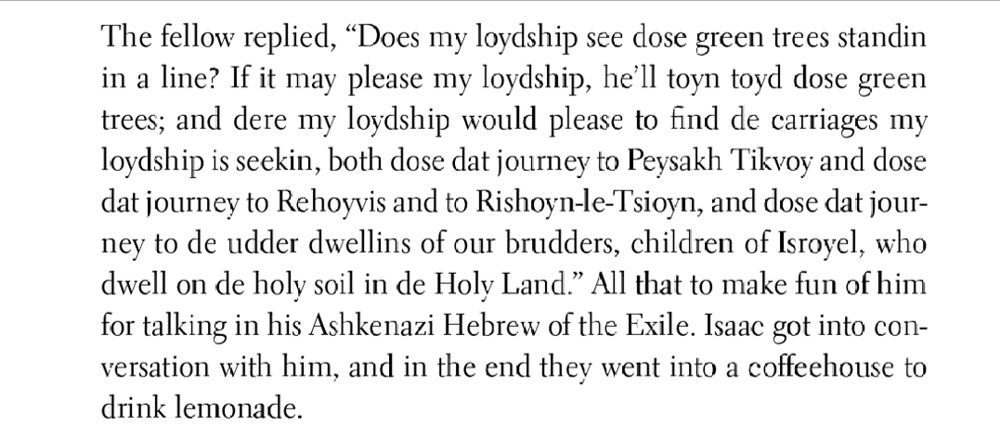 The fellow replied, “Does my loydship see dose green trees standin
in a line? If it may please my loydship, he’ll toyn toyd dose green
trees; and dere my loydship would please to find de carriages my
loydship is seekin, both dose dat journey to Peysakh Tikvoy and dose
dat journey to Rehoyvis and to Rishoyn-le-Tsioyn, and dose dat jour-
ney to de udder dwellins of our brudders, children of Isroyel, who
dwell on de holy soil in de Holy Land.” All that to make fun of him
for talking in his Ashkenazi Hebrew of the Exile. Isaac got into con-
versation with him, and in the end they went into a coffeehouse to
drink lemonade.